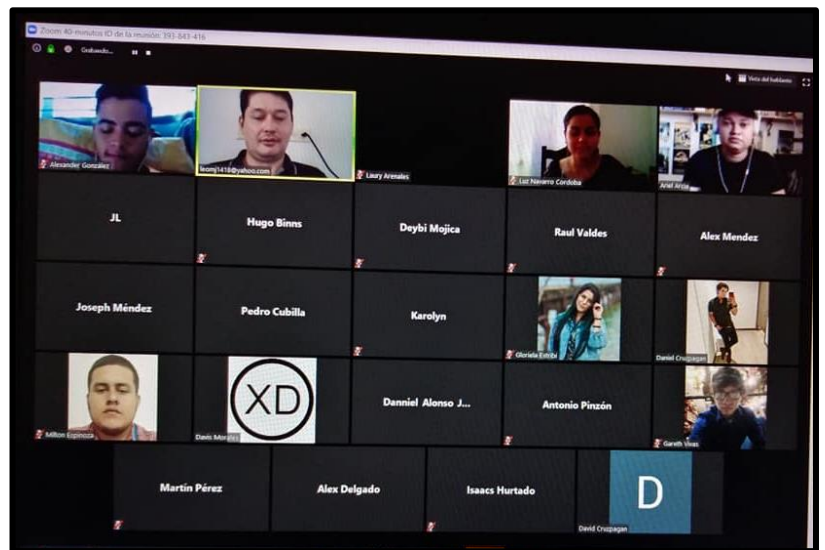 Zoom 40-minutos ID de la reunión: 393-843-416
Grabando...
Vista del hablante
Alexander González
leomj1418@yahoo.com
Laury Arenales
Luz Navarro Cordoba
Ariel Arcia
JL
Hugo Binns
Deybi Mojica
Raul Valdes
Alex Mendez
Joseph Méndez
Pedro Cubilla
Karolyn
Gloriela Estribi
Daniel Cruzpagan
Milton Espinoza
XD
Davis Morales
Danniel Alonso J...
Antonio Pinzón
Gareth Vivas
Martín Pérez
Alex Delgado
Isaacs Hurtado
D
David Cruzpagan